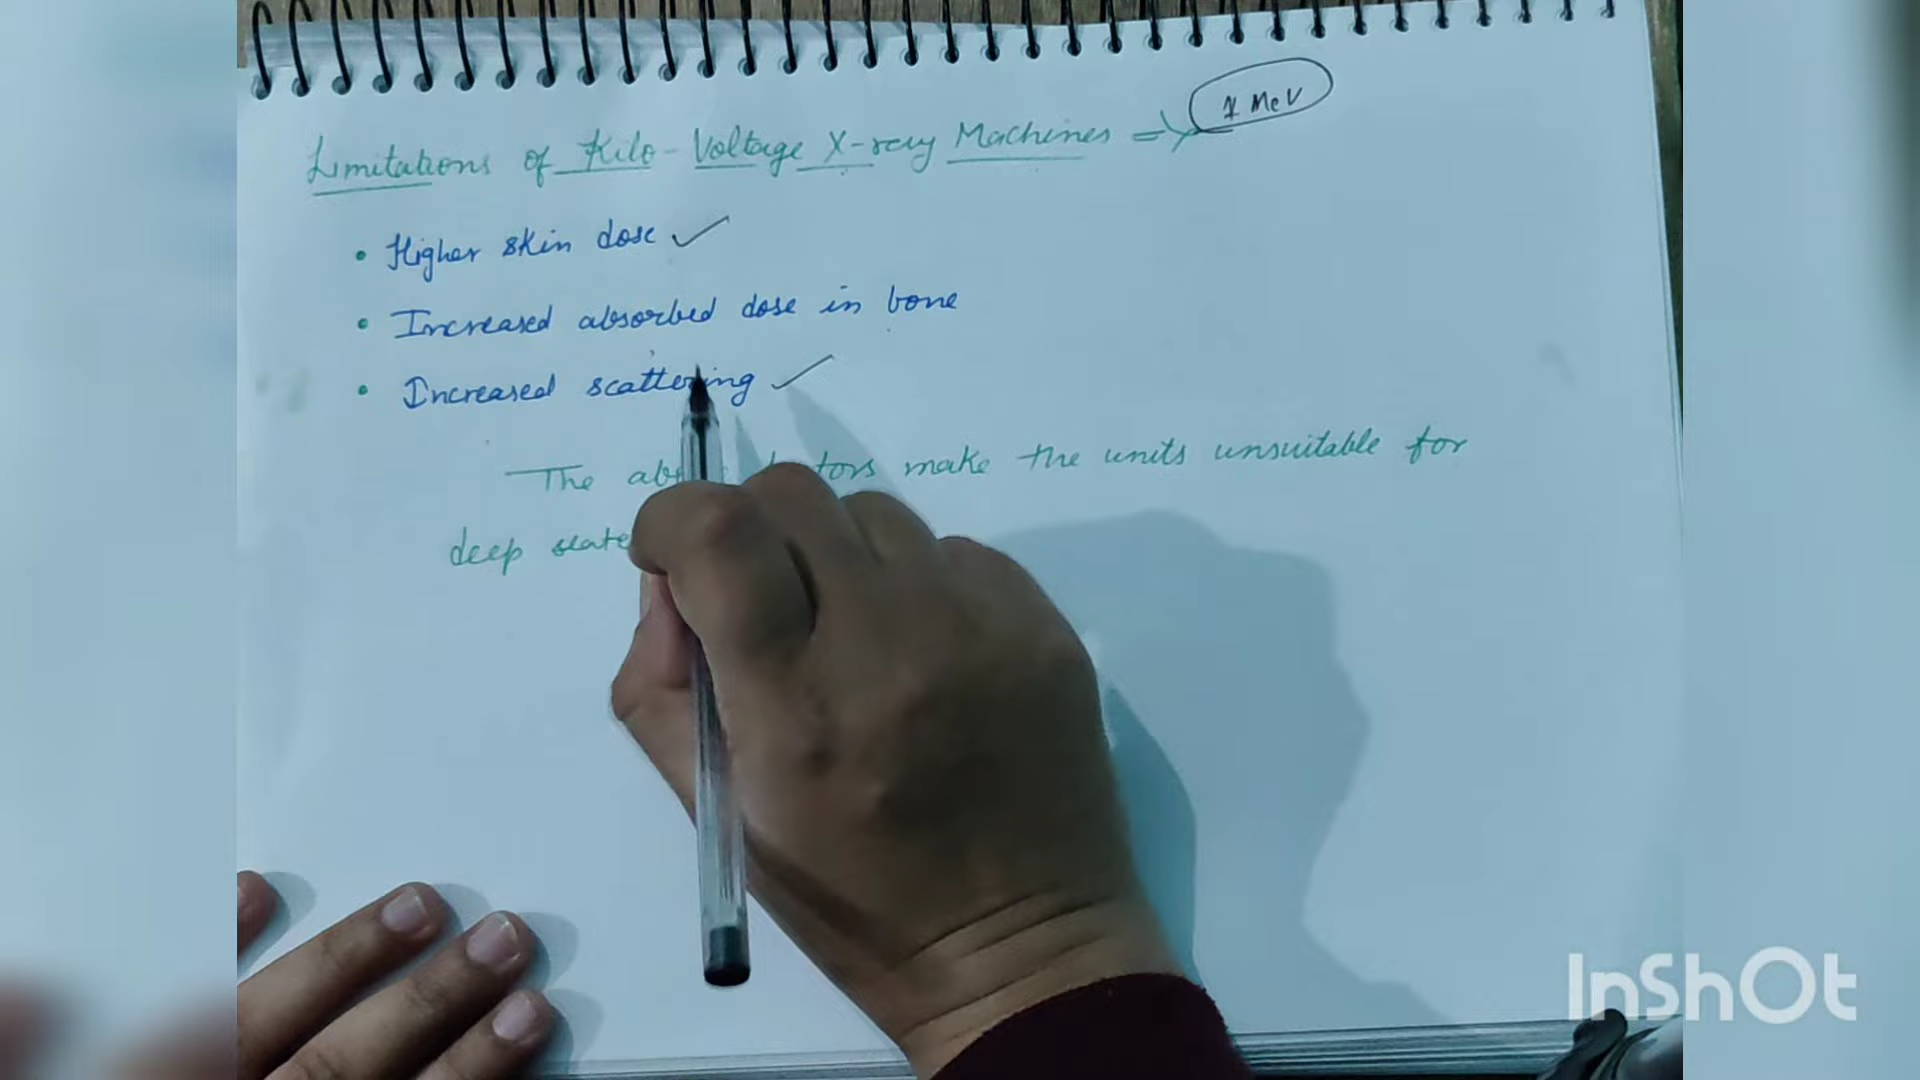 Limitations of Kilo-Voltage X-ray Machines =>
1 MeV
• Higher skin dose ✓
• Increased absorbed dose in bone
• Increased scattering ✓
The make the units unsuitable for
deep
InShOt